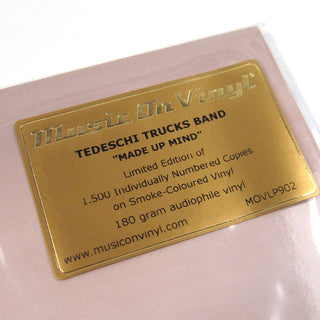 Music On Vinyl®
TEDESCHI TRUCKS BAND
"MADE UP MIND"
Limited Edition of
1.500 Individually Numbered Copies
on Smoke-Coloured Vinyl
180 gram audiophile vinyl
www.musiconvinyl.com
MOVLP902